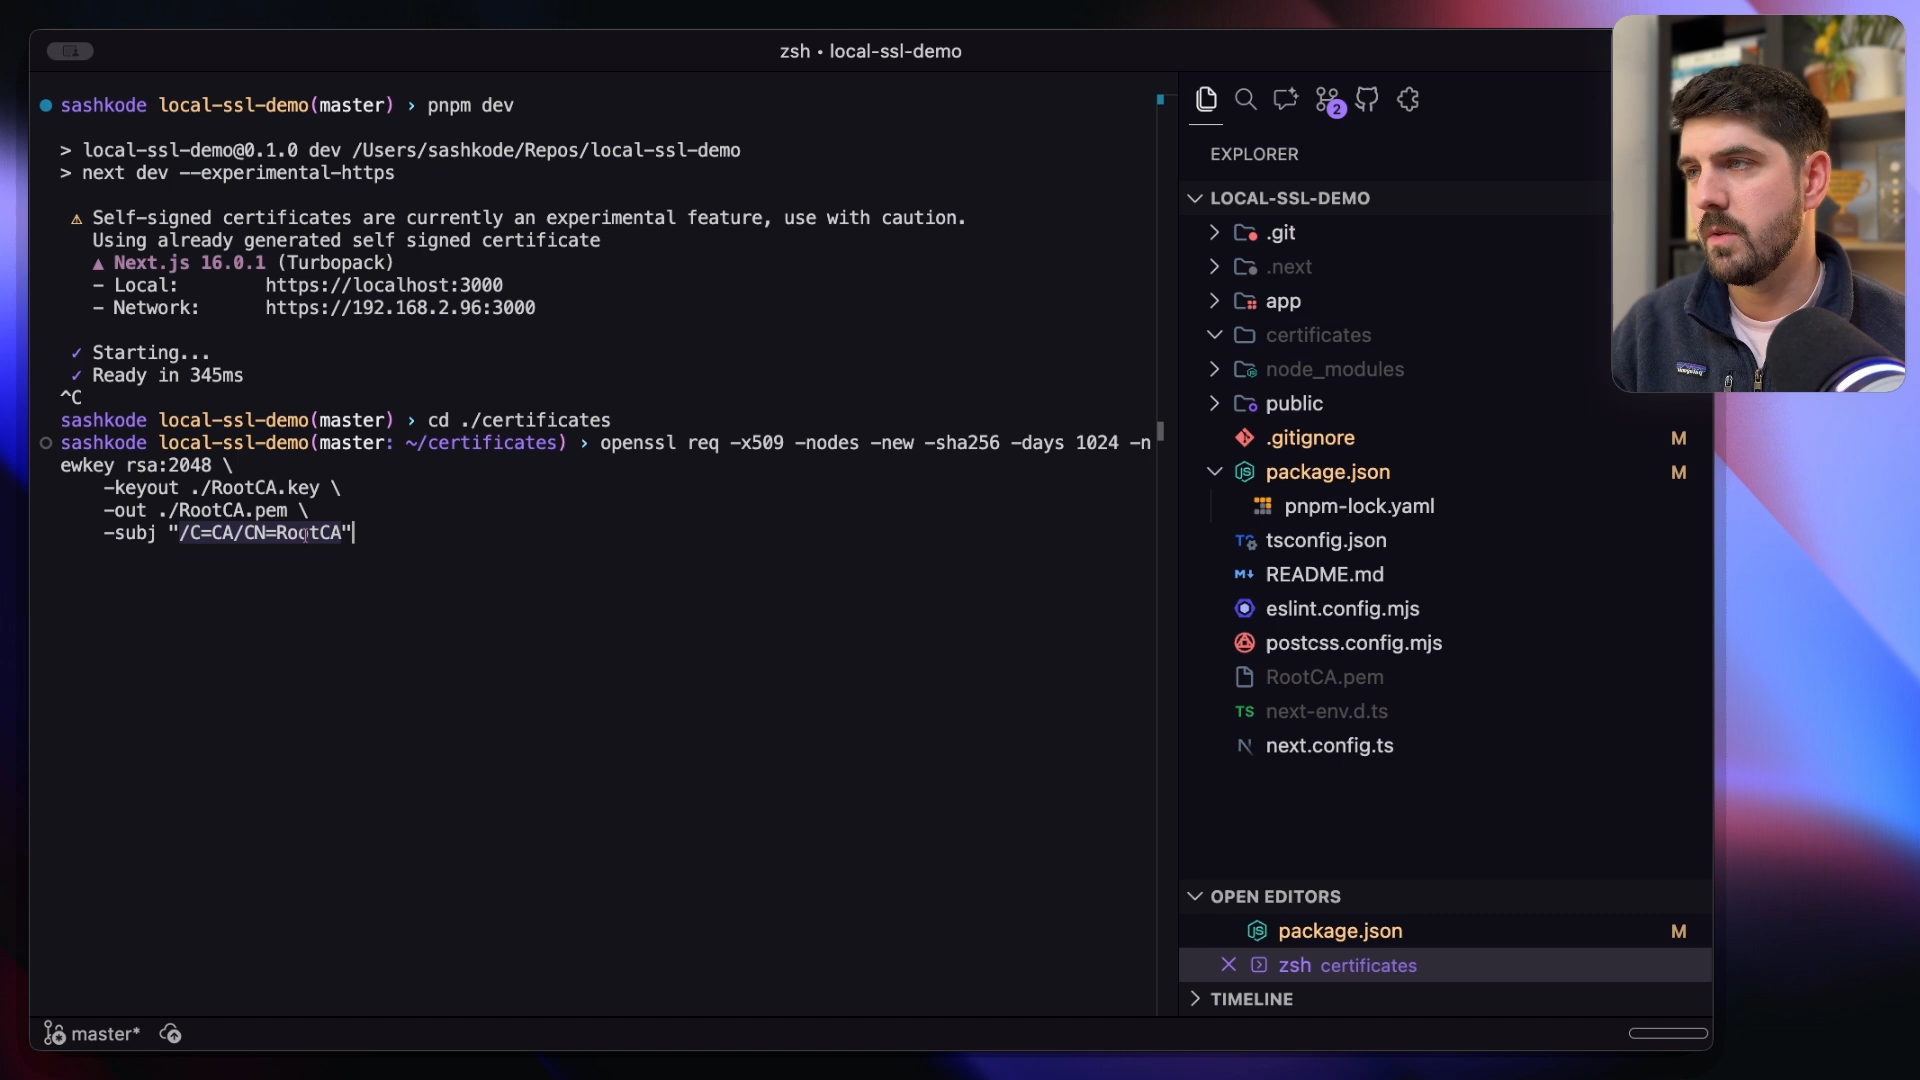 zsh • local-ssl-demo
sashkode local-ssl-demo(master) › pnpm dev
> local-ssl-demo@0.1.0 dev /Users/sashkode/Repos/local-ssl-demo
> next dev --experimental-https
⚠ Self-signed certificates are currently an experimental feature, use with caution.
Using already generated self signed certificate
▲ Next.js 16.0.1 (Turbopack)
- Local: https://localhost:3000
- Network: https://192.168.2.96:3000
✓ Starting...
✓ Ready in 345ms
^C
sashkode local-ssl-demo(master) › cd ./certificates
sashkode local-ssl-demo(master: ~/certificates) › openssl req -x509 -nodes -new -sha256 -days 1024 -n
ewkey rsa:2048 \
-keyout ./RootCA.key \
-out ./RootCA.pem \
-subj "/C=CA/CN=RootCA"
2
EXPLORER
LOCAL-SSL-DEMO
.git
.next
app
certificates
node_modules
public
.gitignore M
package.json M
pnpm-lock.yaml
TS tsconfig.json
M↓ README.md
eslint.config.mjs
postcss.config.mjs
RootCA.pem
TS next-env.d.ts
next.config.ts
OPEN EDITORS
package.json M
zsh certificates
TIMELINE
master*